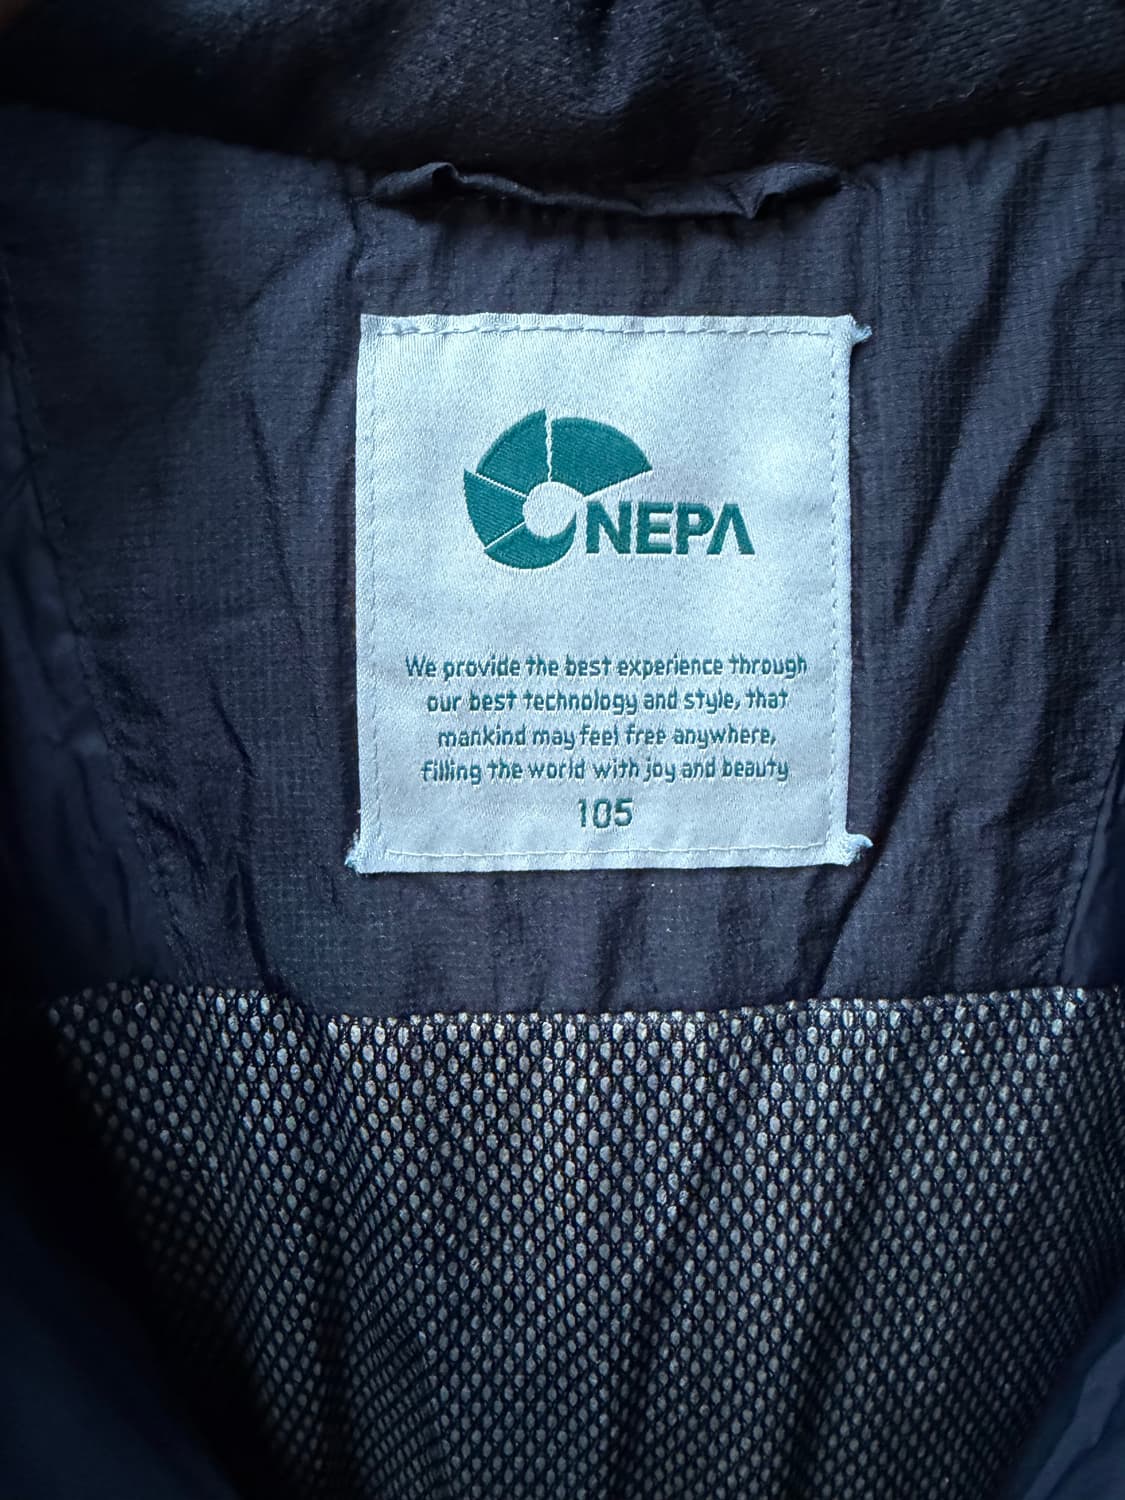 NEPA
We provide the best experience through
our best technology and style, that
mankind may feel free anywhere,
filling the world with joy and beauty
105